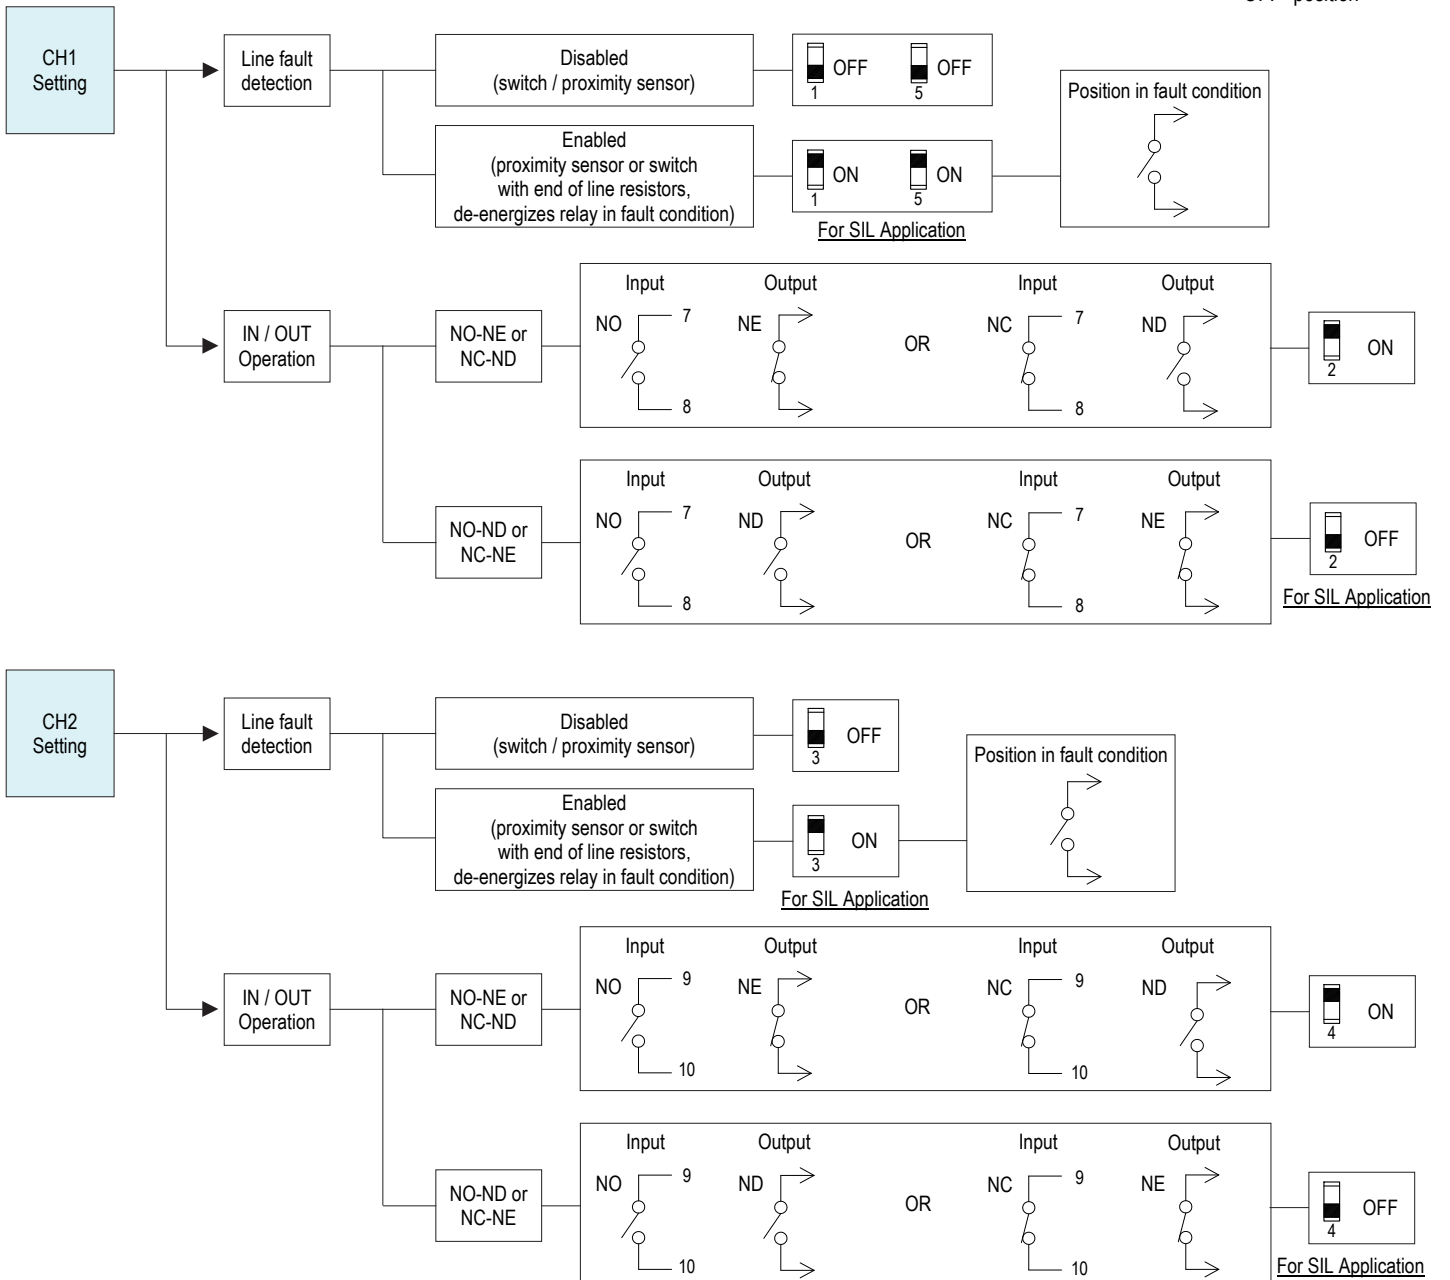 CH1
Setting
Line fault
detection
Disabled
(switch / proximity sensor)
OFF
1
OFF
5
Enabled
(proximity sensor or switch
with end of line resistors,
de-energizes relay in fault condition)
ON
1
ON
5
For SIL Application
Position in fault condition
IN / OUT
Operation
NO-NE or
NC-ND
Input
Output
NO
7
8
NE
OR
Input
Output
NC
7
8
ND
2
ON
NO-ND or
NC-NE
Input
Output
NO
7
8
ND
OR
Input
Output
NC
7
8
NE
2
OFF
For SIL Application
CH2
Setting
Line fault
detection
Disabled
(switch / proximity sensor)
3
OFF
Enabled
(proximity sensor or switch
with end of line resistors,
de-energizes relay in fault condition)
3
ON
For SIL Application
Position in fault condition
IN / OUT
Operation
NO-NE or
NC-ND
Input
Output
NO
9
10
NE
OR
Input
Output
NC
9
10
ND
4
ON
NO-ND or
NC-NE
Input
Output
NO
9
10
ND
OR
Input
Output
NC
9
10
NE
4
OFF
For SIL Application